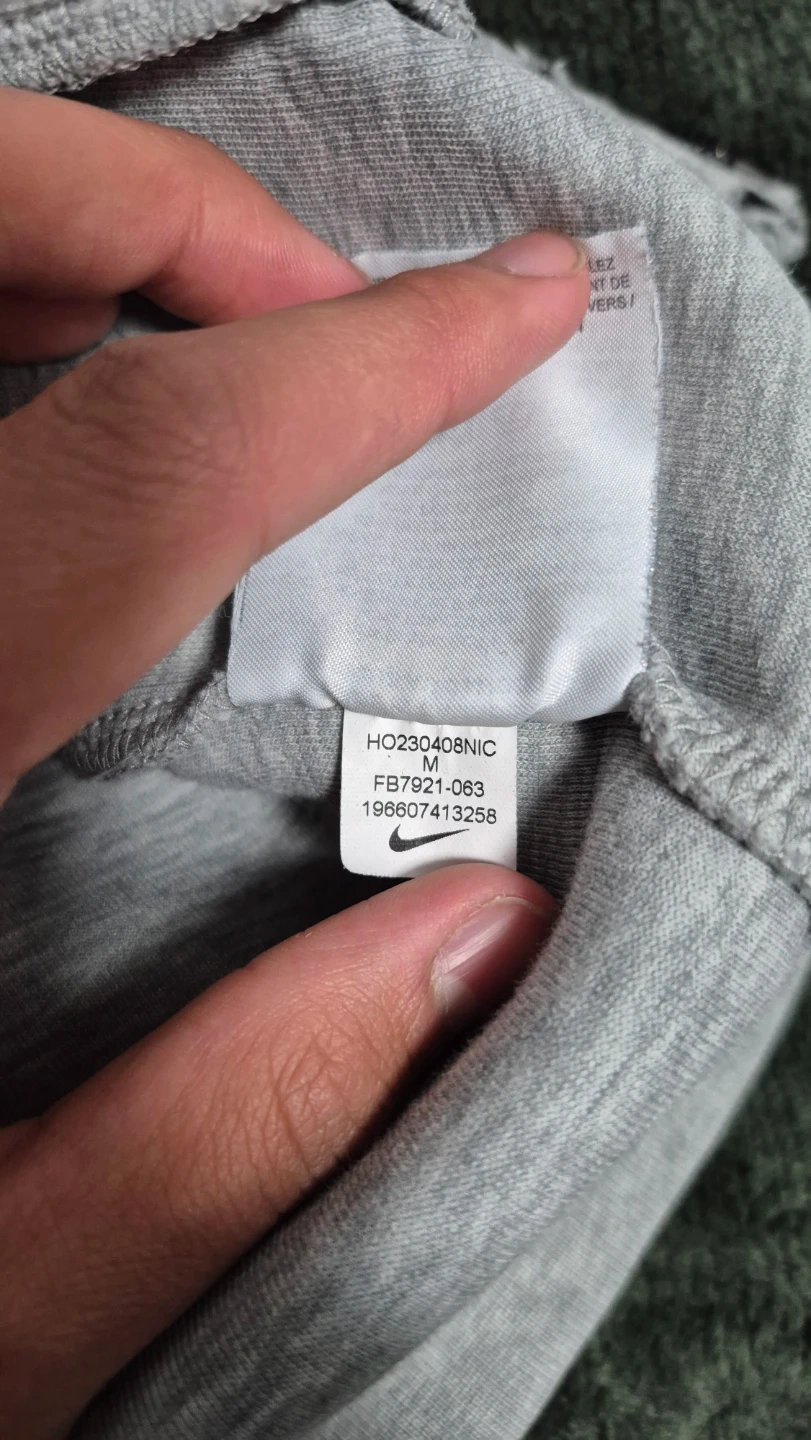 LEZ
NT DE
VERS /
HO230408NIC
M
FB7921-063
196607413258